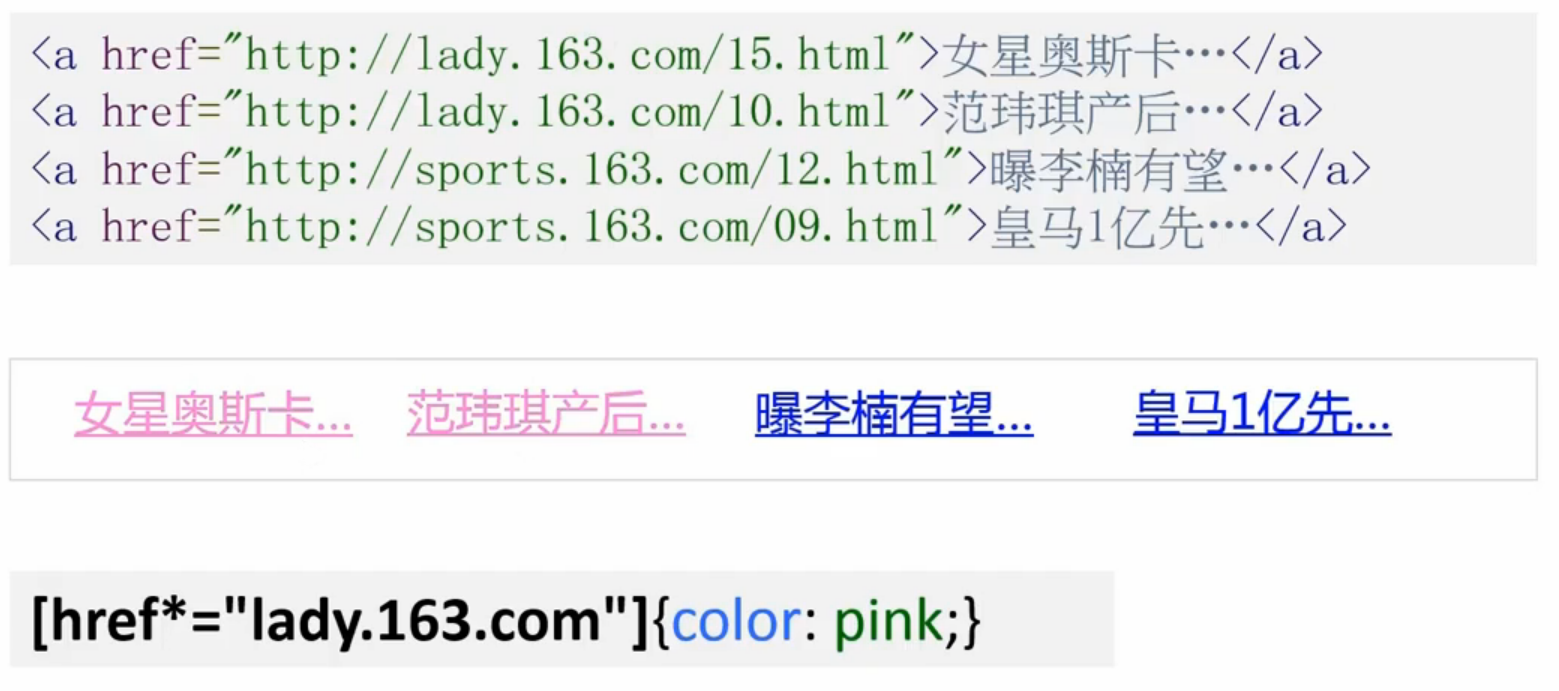 <a href="http://lady.163.com/15.html">女星奥斯卡…</a>
<a href="http://lady.163.com/10.html">范玮琪产后…</a>
<a href="http://sports.163.com/12.html">曝李楠有望…</a>
<a href="http://sports.163.com/09.html">皇马1亿先…</a>
女星奥斯卡... 范玮琪产后... 曝李楠有望... 皇马1亿先...
[href*="lady.163.com"]{color: pink;}